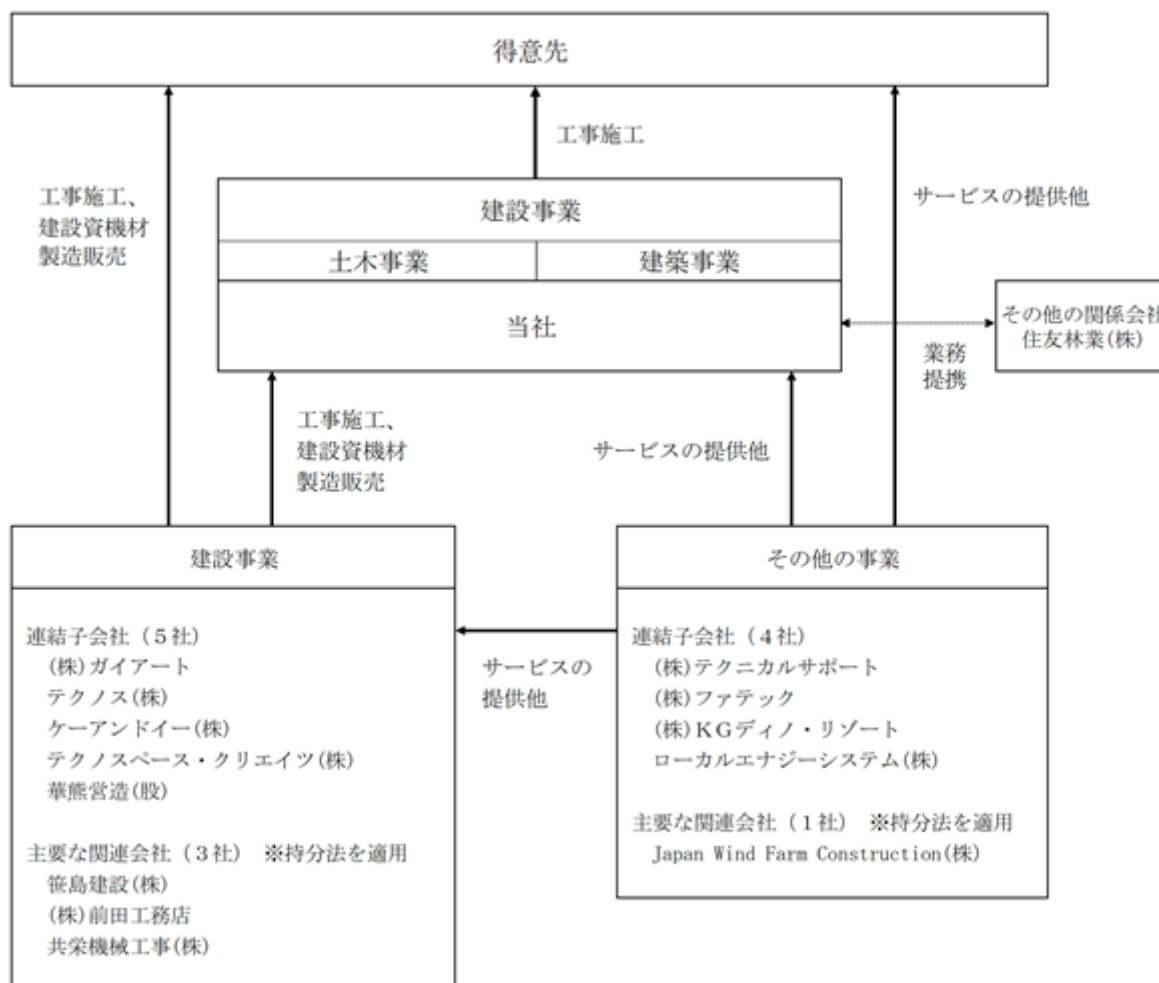 得意先
工事施工
工事施工、
建設資機材
製造販売
サービスの提供他
建設事業
土木事業
建築事業
当社
その他の関係会社
住友林業(株)
業務
提携
工事施工、
建設資機材
製造販売
サービスの提供他
建設事業
連結子会社（５社）
(株)ガイアート
テクノス(株)
ケーアンドイー(株)
テクノスペース・クリエイツ(株)
華熊営造(股)
主要な関連会社（３社）　※持分法を適用
笹島建設(株)
(株)前田工務店
共栄機械工事(株)
サービスの
提供他
その他の事業
連結子会社（４社）
(株)テクニカルサポート
(株)ファテック
(株)ＫＧディノ・リゾート
ローカルエナジーシステム(株)
主要な関連会社（１社）　※持分法を適用
Japan Wind Farm Construction(株)